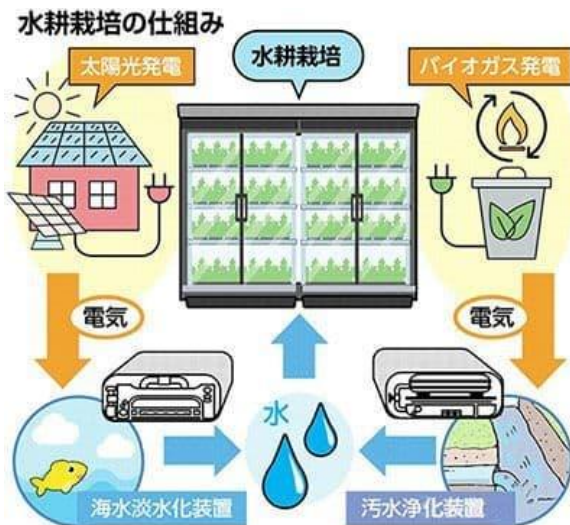 水耕栽培の仕組み
太陽光発電
水耕栽培
バイオガス発電
電気
電気
水
海水淡水化装置
汚水浄化装置